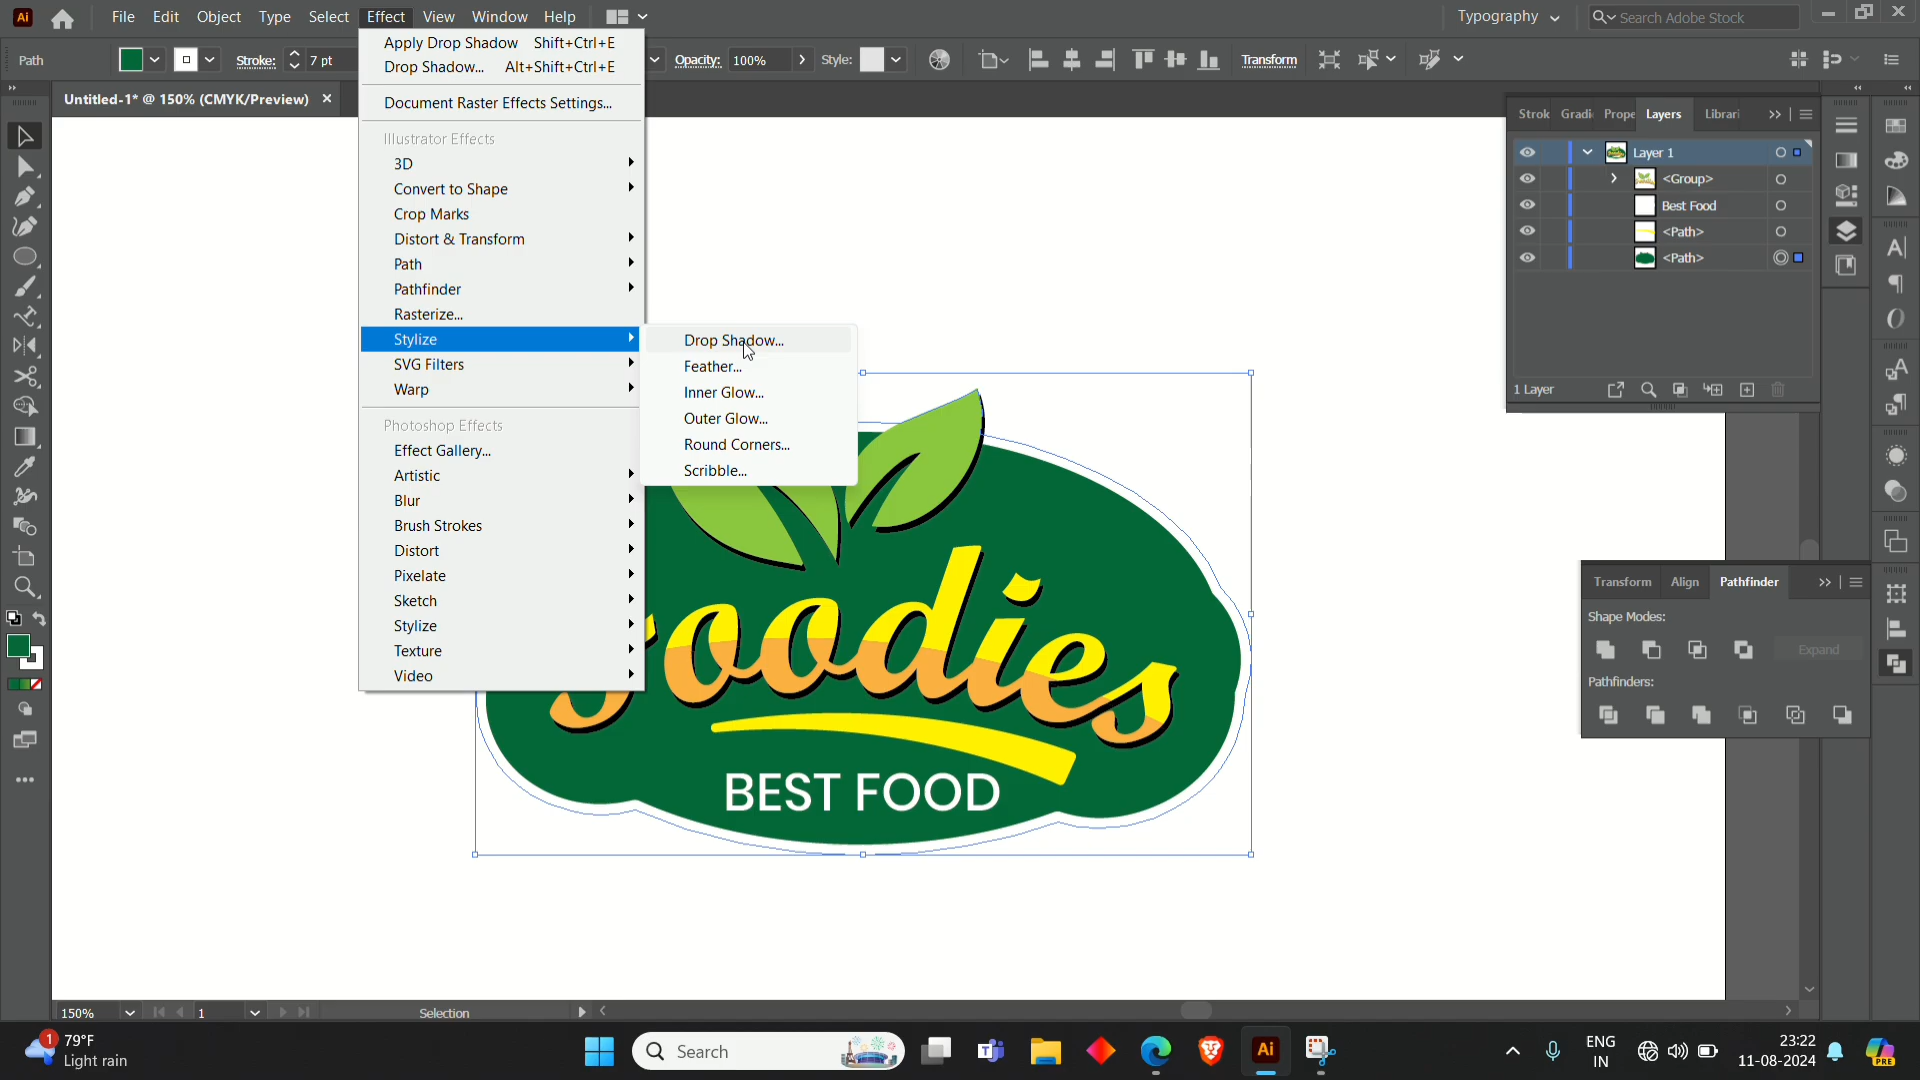 File Edit Object Type Select Effect View Window Help
Typography
Search Adobe Stock
Path
Stroke: 7 pt
Opacity: 100% Style:
Transform
Untitled-1* @ 150% (CMYK/Preview) ×
Apply Drop Shadow Shift+Ctrl+E
Drop Shadow... Alt+Shift+Ctrl+E
Document Raster Effects Settings...
Illustrator Effects
3D
Convert to Shape
Crop Marks
Distort & Transform
Path
Pathfinder
Rasterize...
Stylize
SVG Filters
Warp
Photoshop Effects
Effect Gallery...
Artistic
Blur
Brush Strokes
Distort
Pixelate
Sketch
Stylize
Texture
Video
Drop Shadow...
Feather...
Inner Glow...
Outer Glow...
Round Corners...
Scribble...
foodies
BEST FOOD
Strok Gradi Prope Layers Librari
Layer 1
<Group>
Best Food
<Path>
<Path>
1 Layer
Transform Align Pathfinder
Shape Modes:
Expand
Pathfinders:
150% 1 Selection
1 79°F
Light rain
Search
Ai
ENG
IN
23:22
11-08-2024
PRE